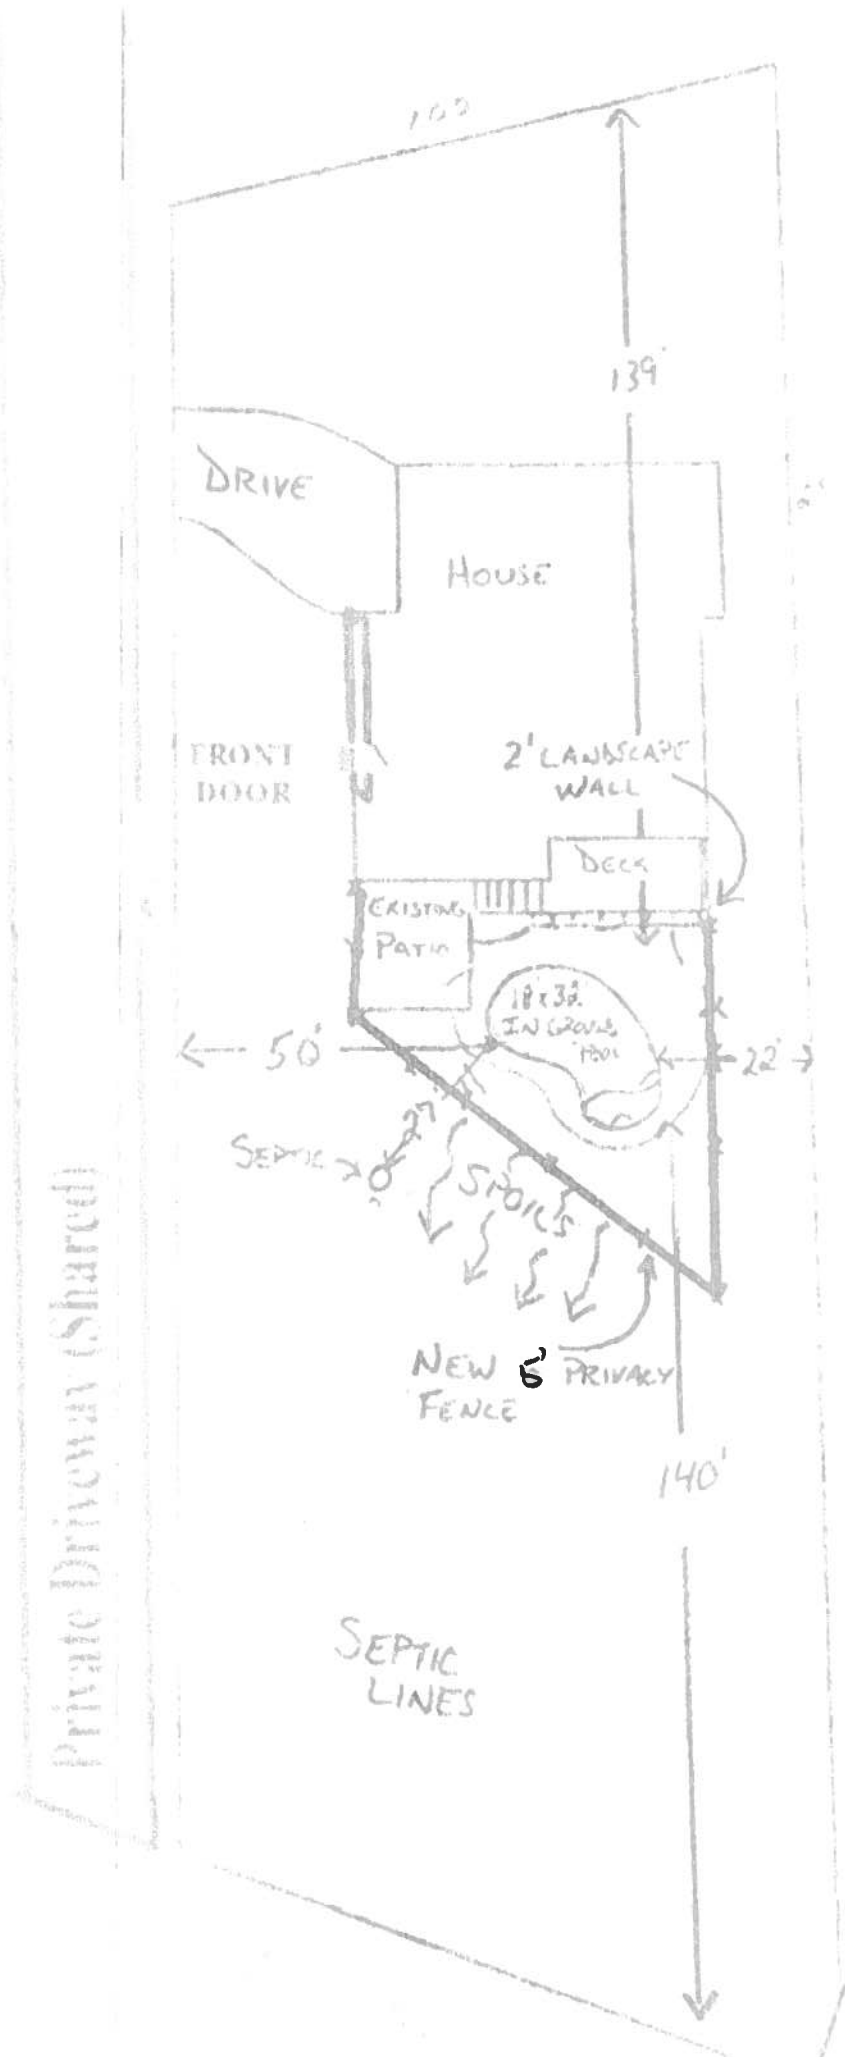 100
139'
DRIVE
HOUSE
FRONT
DOOR
2' LANDSCAPE
WALL
DECK
EXISTING
PATIO
18 x 32
IN GROUND
POOL
50'
22'
27
SEPTIC
SPOILS
NEW 5' PRIVACY
FENCE
140'
Private Driveway (Shared)
SEPTIC
LINES